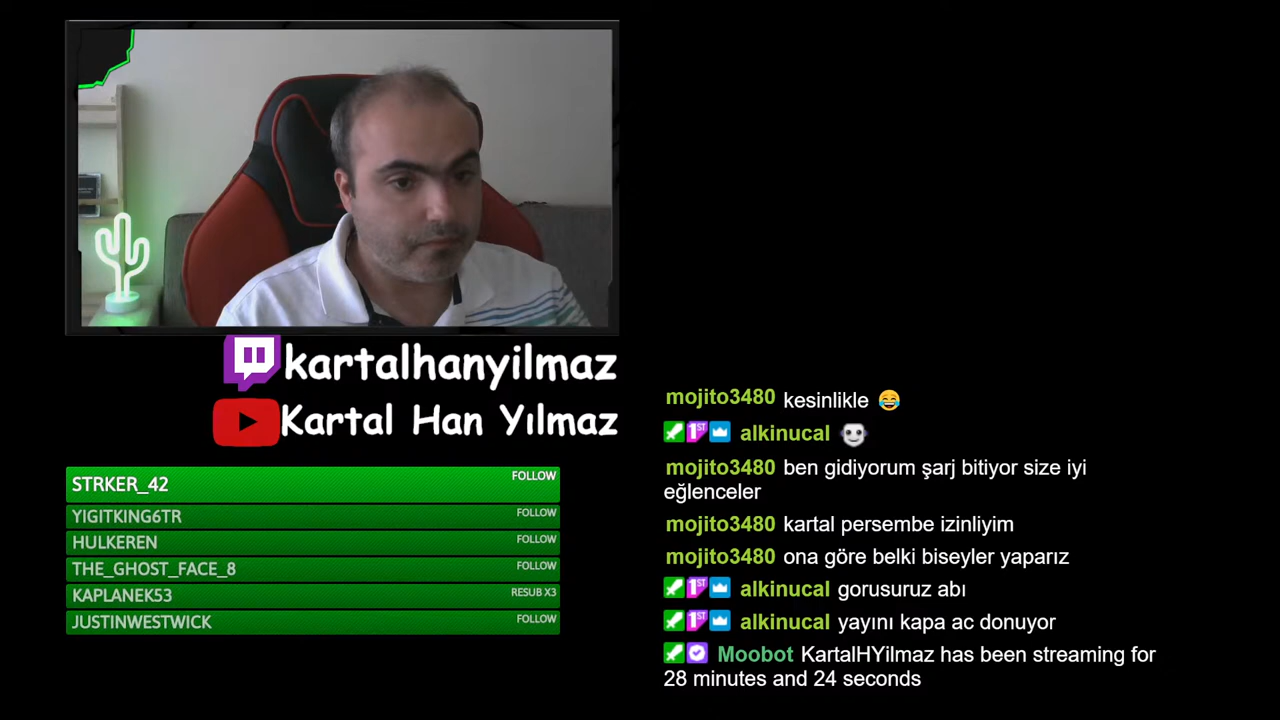 kartalhanyilmaz
Kartal Han Yılmaz
STRKER_42 FOLLOW
YIGITKING6TR FOLLOW
HULKEREN FOLLOW
THE_GHOST_FACE_8 FOLLOW
KAPLANEK53 RESUB X3
JUSTINWESTWICK FOLLOW
mojito3480 kesinlikle 😂
1ST alkinucal
mojito3480 ben gidiyorum şarj bitiyor size iyi
eğlenceler
mojito3480 kartal persembe izinliyim
mojito3480 ona göre belki biseyler yaparız
1ST alkinucal gorusuruz abı
1ST alkinucal yayını kapa ac donuyor
Moobot KartalHYilmaz has been streaming for
28 minutes and 24 seconds